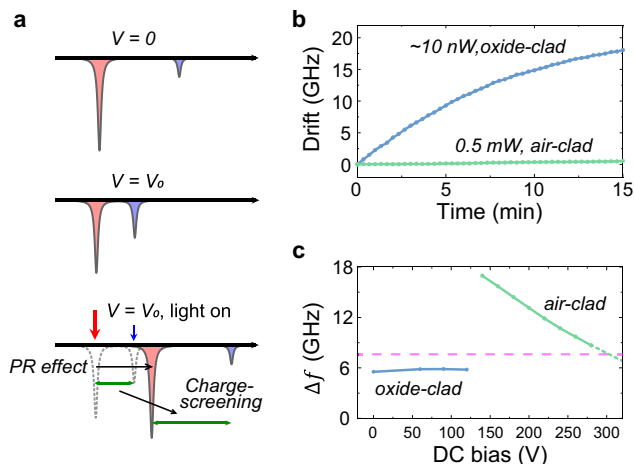 a
V = 0
V = Vₒ
V = Vₒ, light on
PR effect
Charge-
screening
b
Drift (GHz)
20
15
10
5
0
~10 nW,oxide-clad
0.5 mW, air-clad
0
5
10
15
Time (min)
c
Δf (GHz)
18
12
6
0
air-clad
oxide-clad
0
50
100
150
200
250
300
DC bias (V)